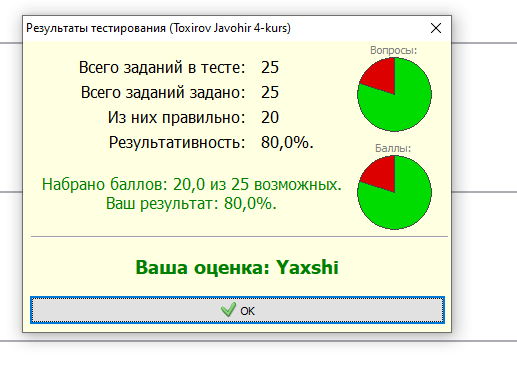 Результаты тестирования (Toxirov Javohir 4-kurs)
Всего заданий в тесте: 25
Всего заданий задано: 25
Из них правильно: 20
Результативность: 80,0%.
Вопросы:
Баллы:
Набрано баллов: 20,0 из 25 возможных.
Ваш результат: 80,0%.
Ваша оценка: Yaxshi
OK